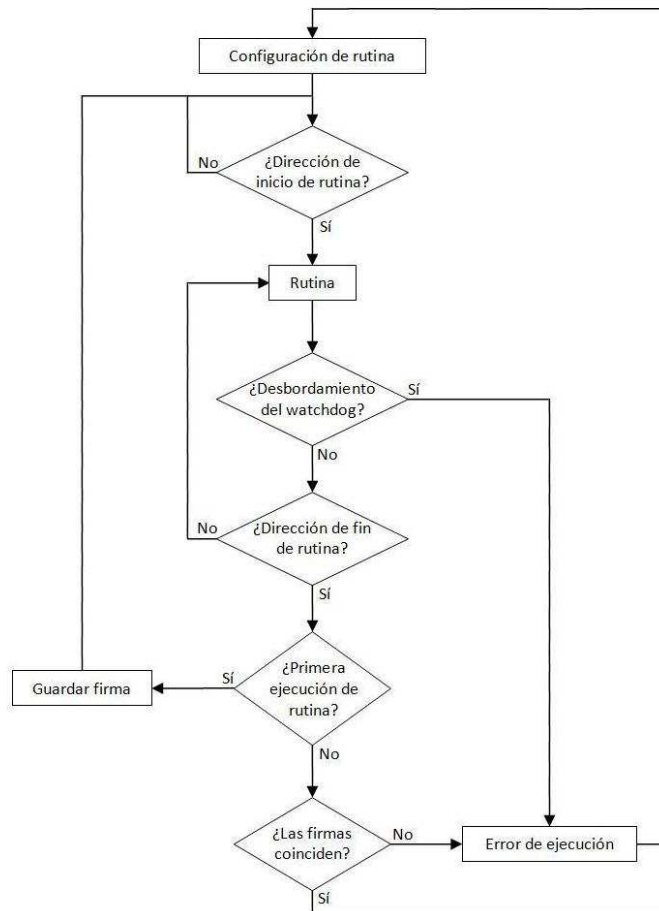 Configuración de rutina
No
¿Dirección de
inicio de rutina?
Sí
Rutina
¿Desbordamiento
del watchdog?
Sí
No
No
¿Dirección de fin
de rutina?
Sí
¿Primera
ejecución de
rutina?
Sí
Guardar firma
No
¿Las firmas
coinciden?
No
Error de ejecución
Sí